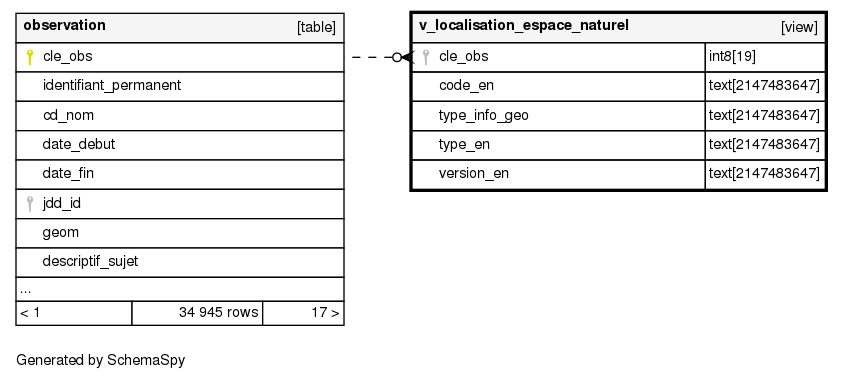 observation [table]
cle_obs
identifiant_permanent
cd_nom
date_debut
date_fin
jdd_id
geom
descriptif_sujet
...
< 1 34 945 rows 17 >
v_localisation_espace_naturel [view]
cle_obs int8[19]
code_en text[2147483647]
type_info_geo text[2147483647]
type_en text[2147483647]
version_en text[2147483647]
Generated by SchemaSpy